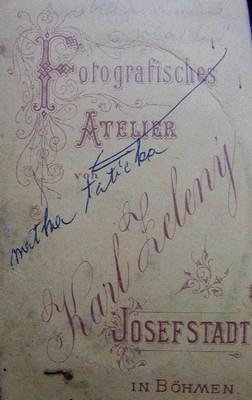 Fotografisches
Atelier
von
matka tatíčka
Karl Zeleny
Josefstadt
in Böhmen.